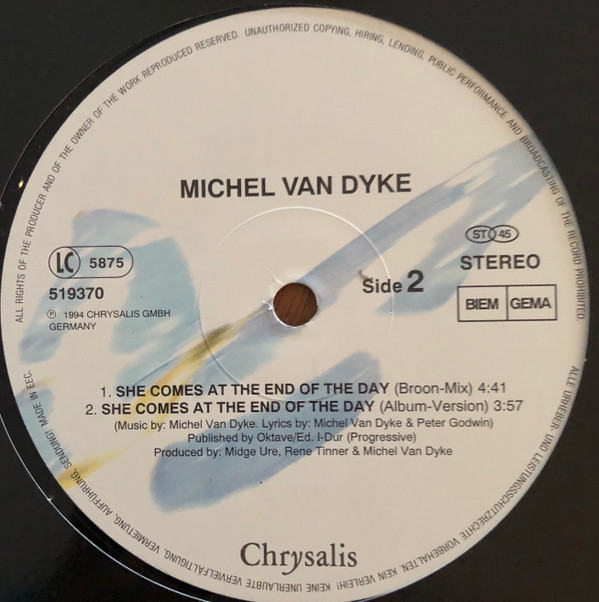 ALL RIGHTS OF THE PRODUCER AND OF THE OWNER OF THE WORK REPRODUCED RESERVED. UNAUTHORIZED COPYING, HIRING, LENDING, PUBLIC PERFORMANCE AND BROADCASTING OF THE RECORD PROHIBITED.
MICHEL VAN DYKE
LC 5875
519370
℗ 1994 CHRYSALIS GMBH
GERMANY
ST 45
STEREO
Side 2
BIEM GEMA
1. SHE COMES AT THE END OF THE DAY (Broon-Mix) 4:41
2. SHE COMES AT THE END OF THE DAY (Album-Version) 3:57
(Music by: Michel Van Dyke. Lyrics by: Michel Van Dyke & Peter Godwin)
Published by Oktave/Ed. I-Dur (Progressive)
Produced by: Midge Ure, Rene Tinner & Michel Van Dyke
Chrysalis
ALLE URHEBER- UND LEISTUNGSSCHUTZRECHTE VORBEHALTEN. KEIN VERLEIH! KEINE UNERLAUBTE VERVIELFÄLTIGUNG, VERMIETUNG, AUFFÜHRUNG, SENDUNG! MADE IN EEC.